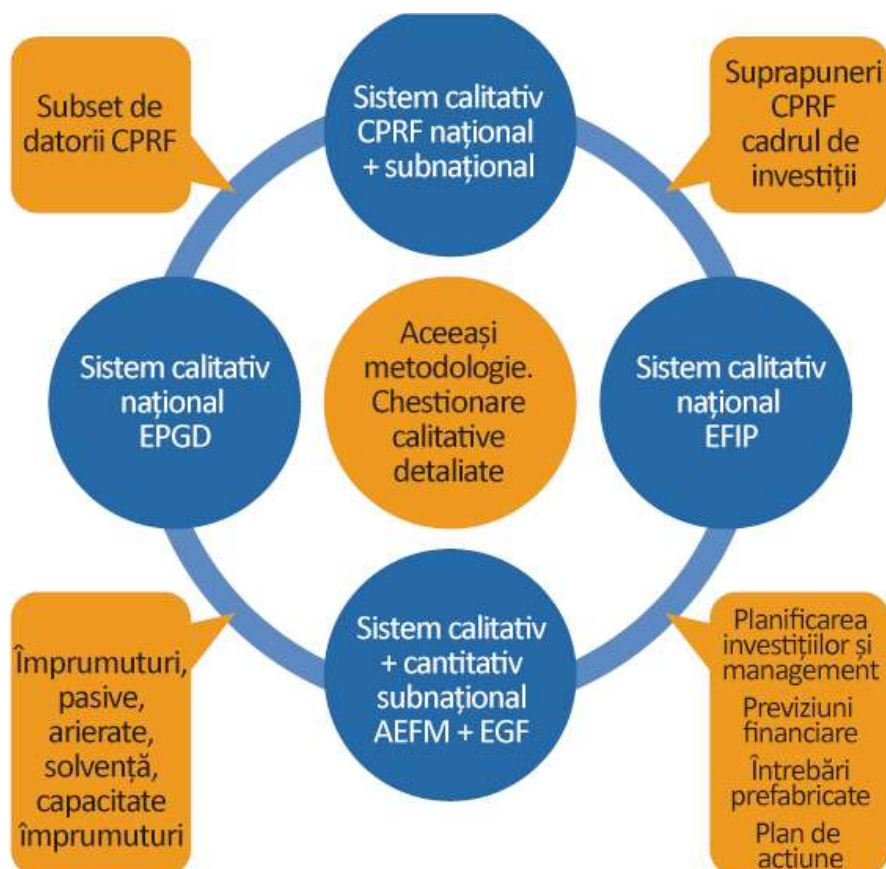 Subset de
datorii CPRF
Sistem calitativ
CPRF național
+ subnațional
Suprapuneri
CPRF
cadrul de
investiții
Sistem calitativ
național
EPGD
Aceeași
metodologie.
Chestionare
calitative
detaliate
Sistem calitativ
național
EFIP
Împrumuturi,
pasive,
arierate,
solvență,
capacitate
împrumuturi
Sistem calitativ
+ cantitativ
subnațional
AEFM + EGF
Planificarea
investițiilor și
management
Previziuni
financiare
Întrebări
prefabricate
Plan de
acțiune